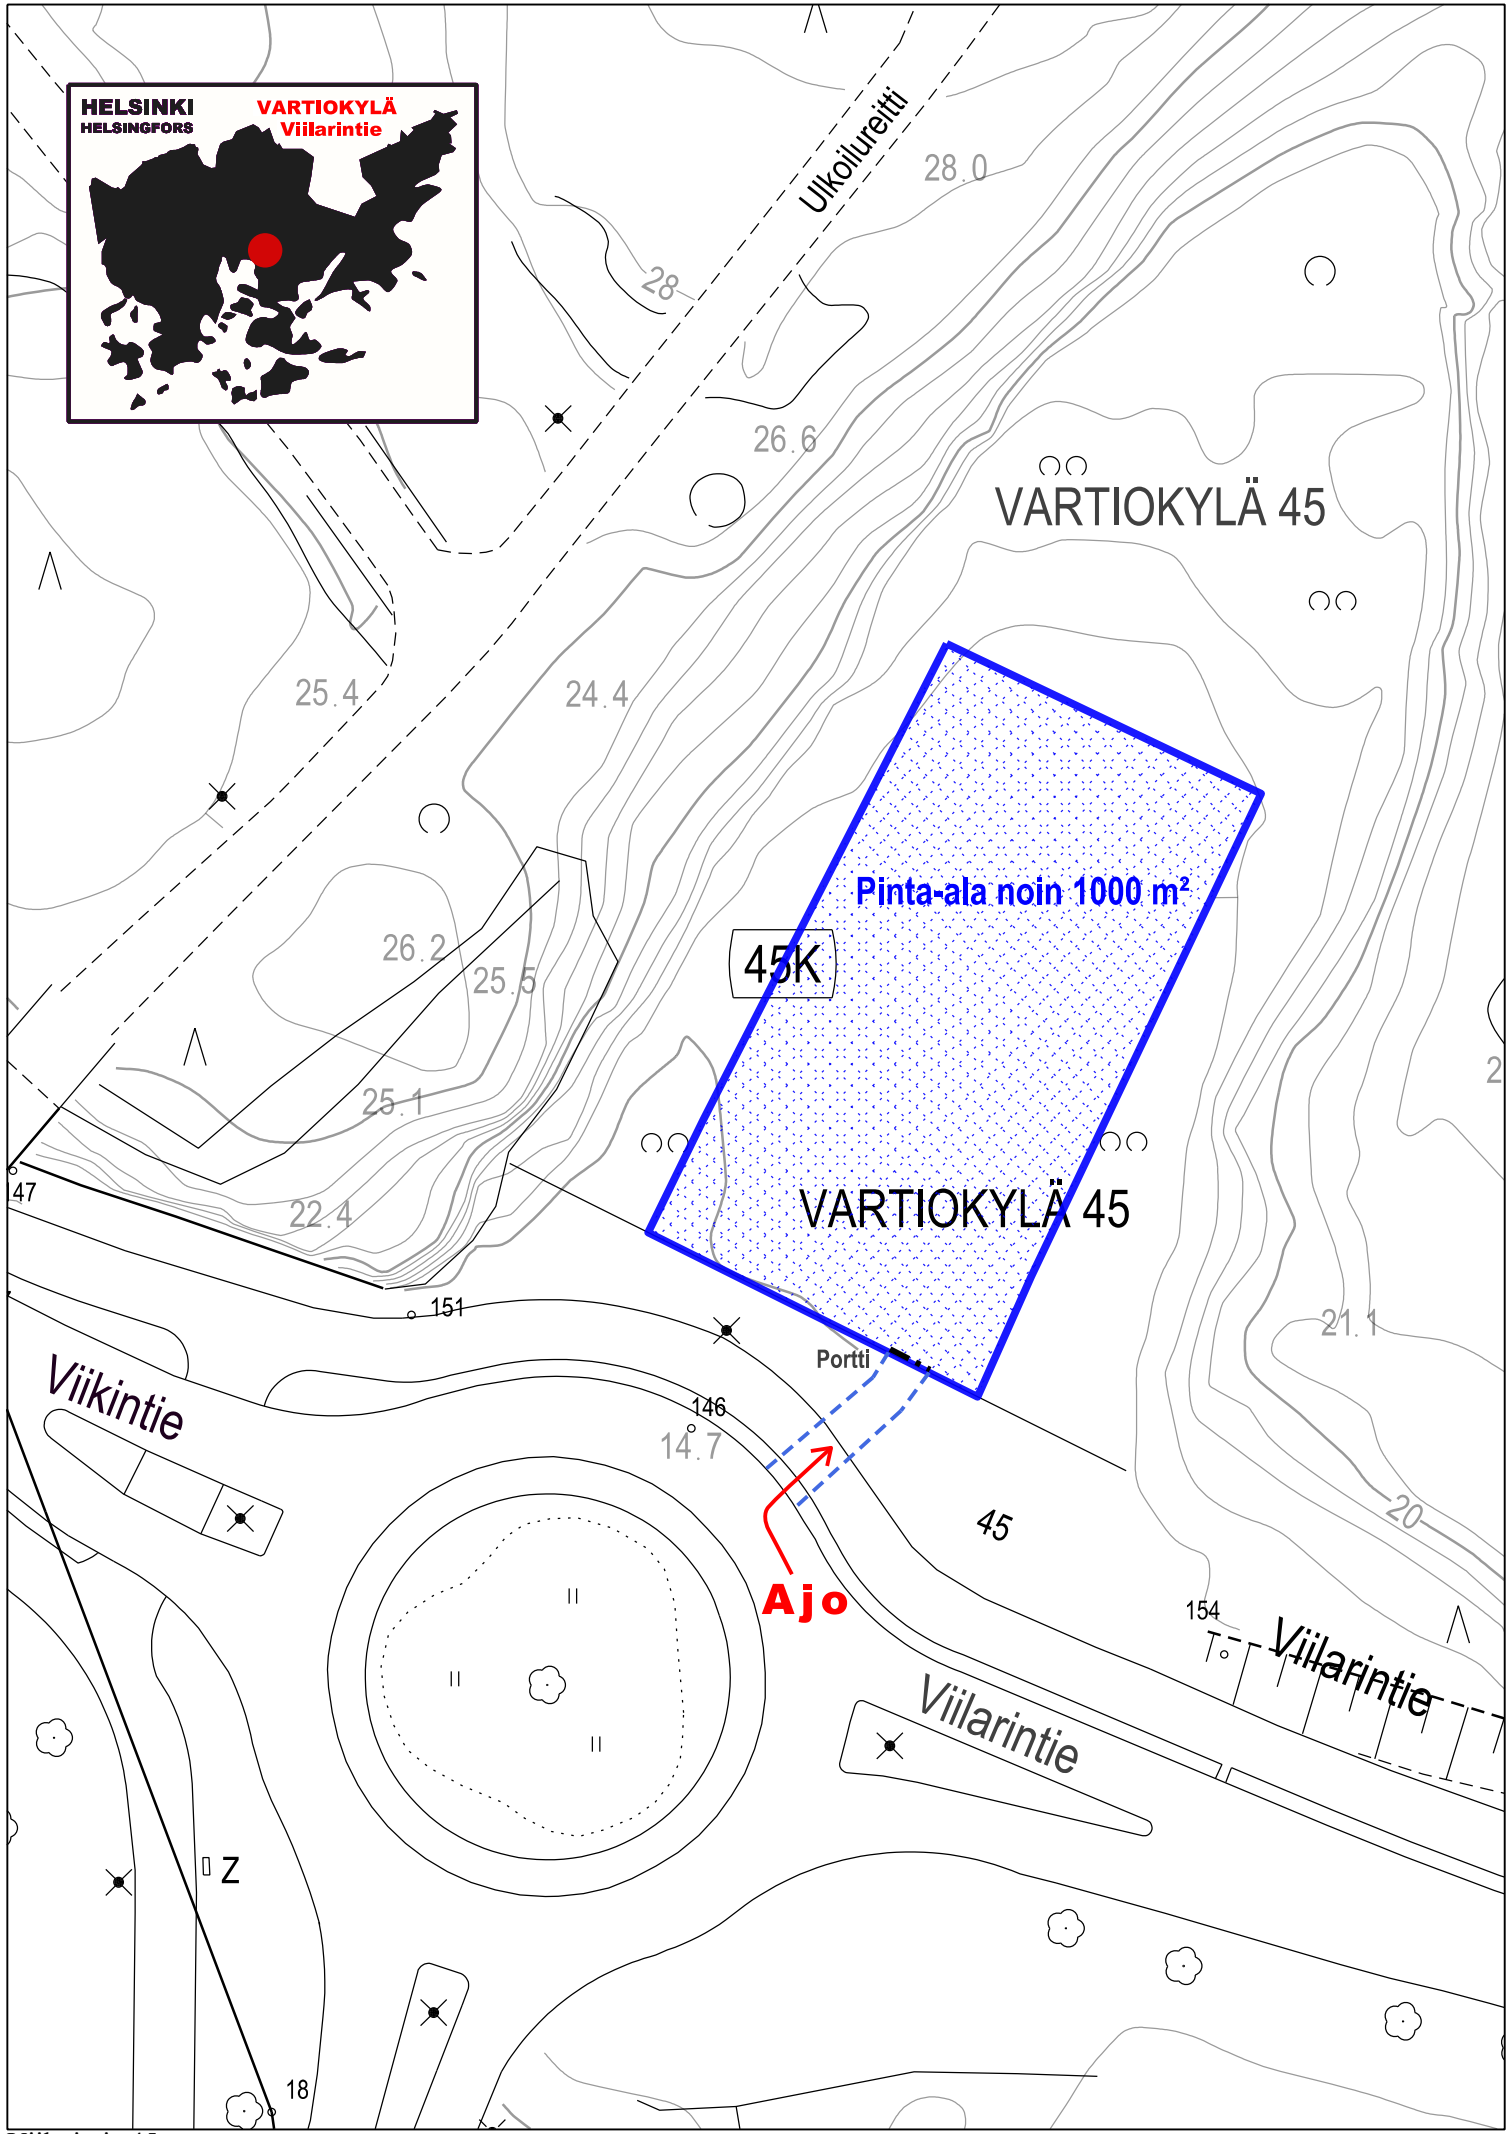 HELSINKI
HELSINGFORS
VARTIOKYLÄ
Viilarintie
Ulkoilureitti
28.0
28
26.6
VARTIOKYLÄ 45
25.4
24.4
Pinta-ala noin 1000 m²
45K
26.2
25.5
25.1
2
147
22.4
VARTIOKYLÄ 45
151
21.1
Portti
Viikintie
146
14.7
45
20
Ajo
154
Viilarintie
Viilarintie
Z
18